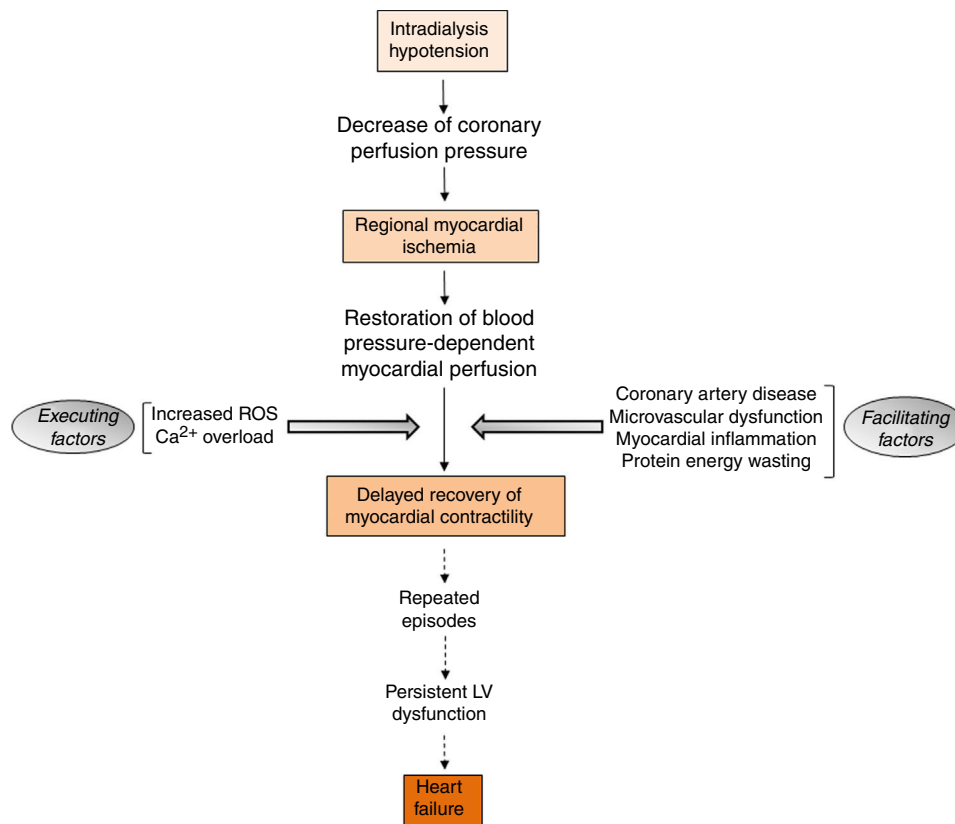 Intradialysis
hypotension
Decrease of coronary
perfusion pressure
Regional myocardial
ischemia
Restoration of blood
pressure-dependent
myocardial perfusion
Executing
factors
Increased ROS
Ca²⁺ overload
Coronary artery disease
Microvascular dysfunction
Myocardial inflammation
Protein energy wasting
Facilitating
factors
Delayed recovery of
myocardial contractility
Repeated
episodes
Persistent LV
dysfunction
Heart
failure